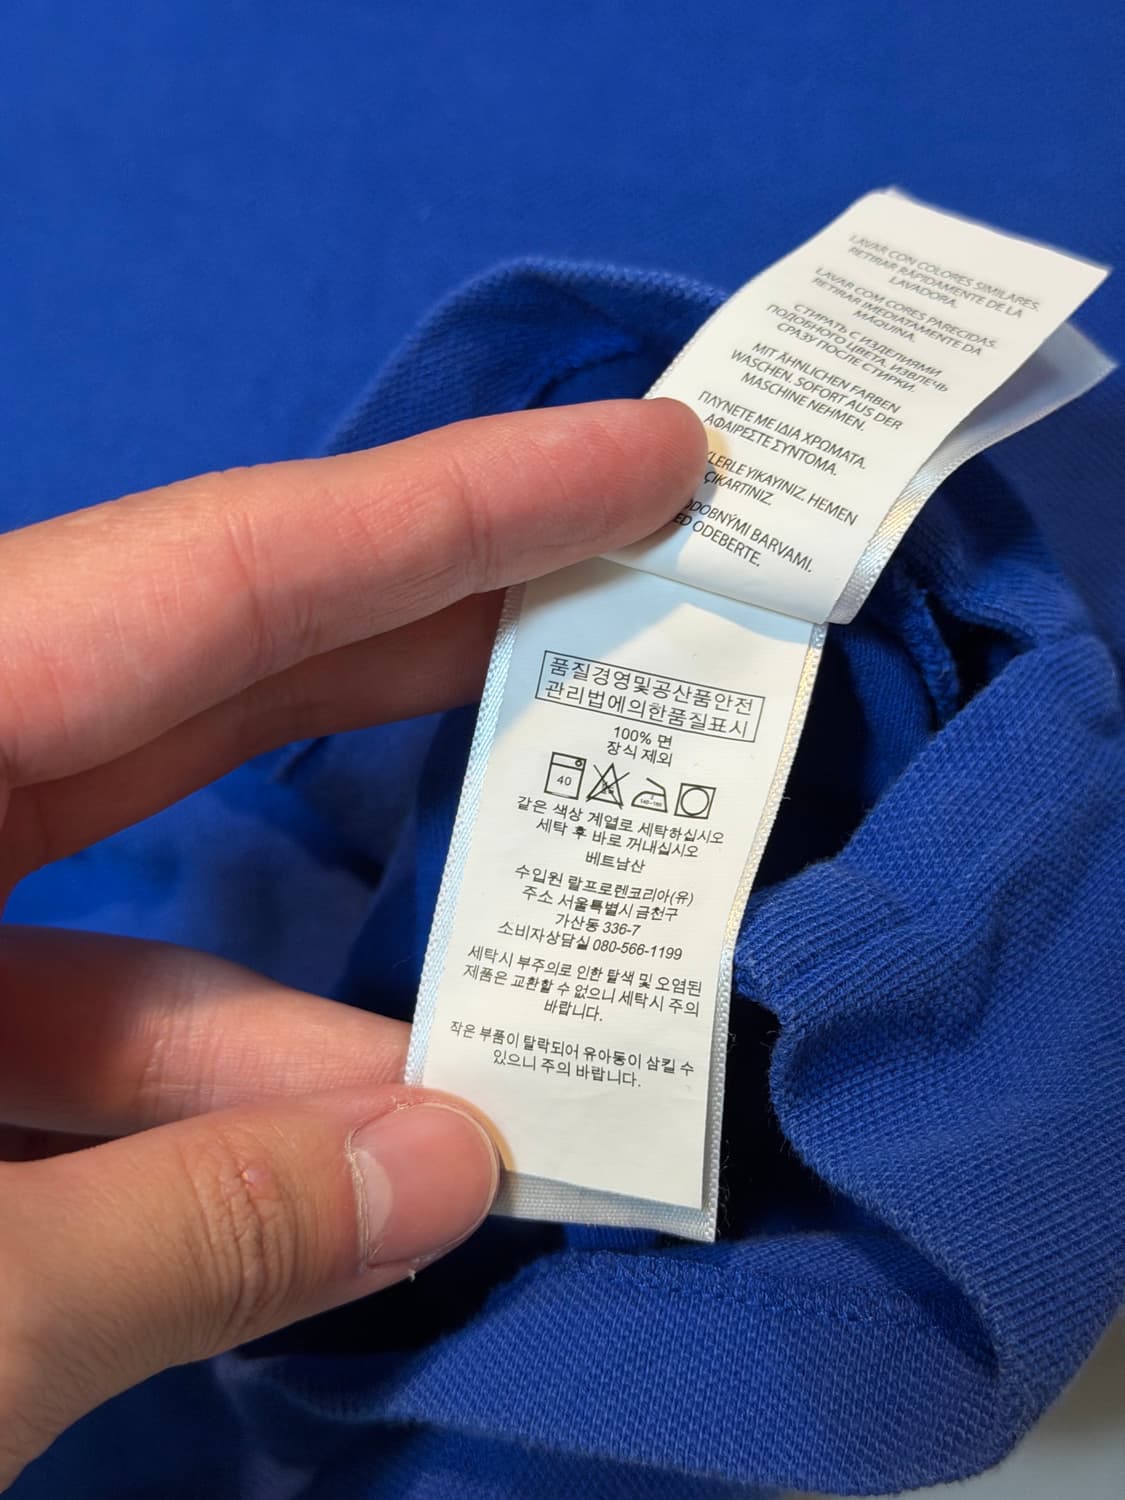 LAVAR CON COLORES SIMILARES.
RETIRAR RÁPIDAMENTE DE LA
LAVADORA.
LAVAR COM CORES PARECIDAS.
RETIRAR IMEDIATAMENTE DA
MÁQUINA.
СТИРАТЬ С ИЗДЕЛИЯМИ
ПОДОБНОГО ЦВЕТА. ИЗВЛЕЧЬ
СРАЗУ ПОСЛЕ СТИРКИ.
MIT ÄHNLICHEN FARBEN
WASCHEN. SOFORT AUS DER
MASCHINE NEHMEN.
ΠΛΥΝΕΤΕ ΜΕ ΙΔΙΑ ΧΡΩΜΑΤΑ.
ΑΦΑΙΡΕΣΤΕ ΣΥΝΤΟΜΑ.
KLERLE YIKAYINIZ. HEMEN
ÇIKARTINIZ.
ODOBNÝMI BARVAMI.
ED ODEBERTE.
품질경영및공산품안전
관리법에의한품질표시
100% 면
장식 제외
40
같은 색상 계열로 세탁하십시오
세탁 후 바로 꺼내십시오
베트남산
수입원 랄프로렌코리아(유)
주소 서울특별시 금천구
가산동 336-7
소비자상담실 080-566-1199
세탁시 부주의로 인한 탈색 및 오염된
제품은 교환할 수 없으니 세탁시 주의
바랍니다.
작은 부품이 탈락되어 유아동이 삼킬 수
있으니 주의 바랍니다.